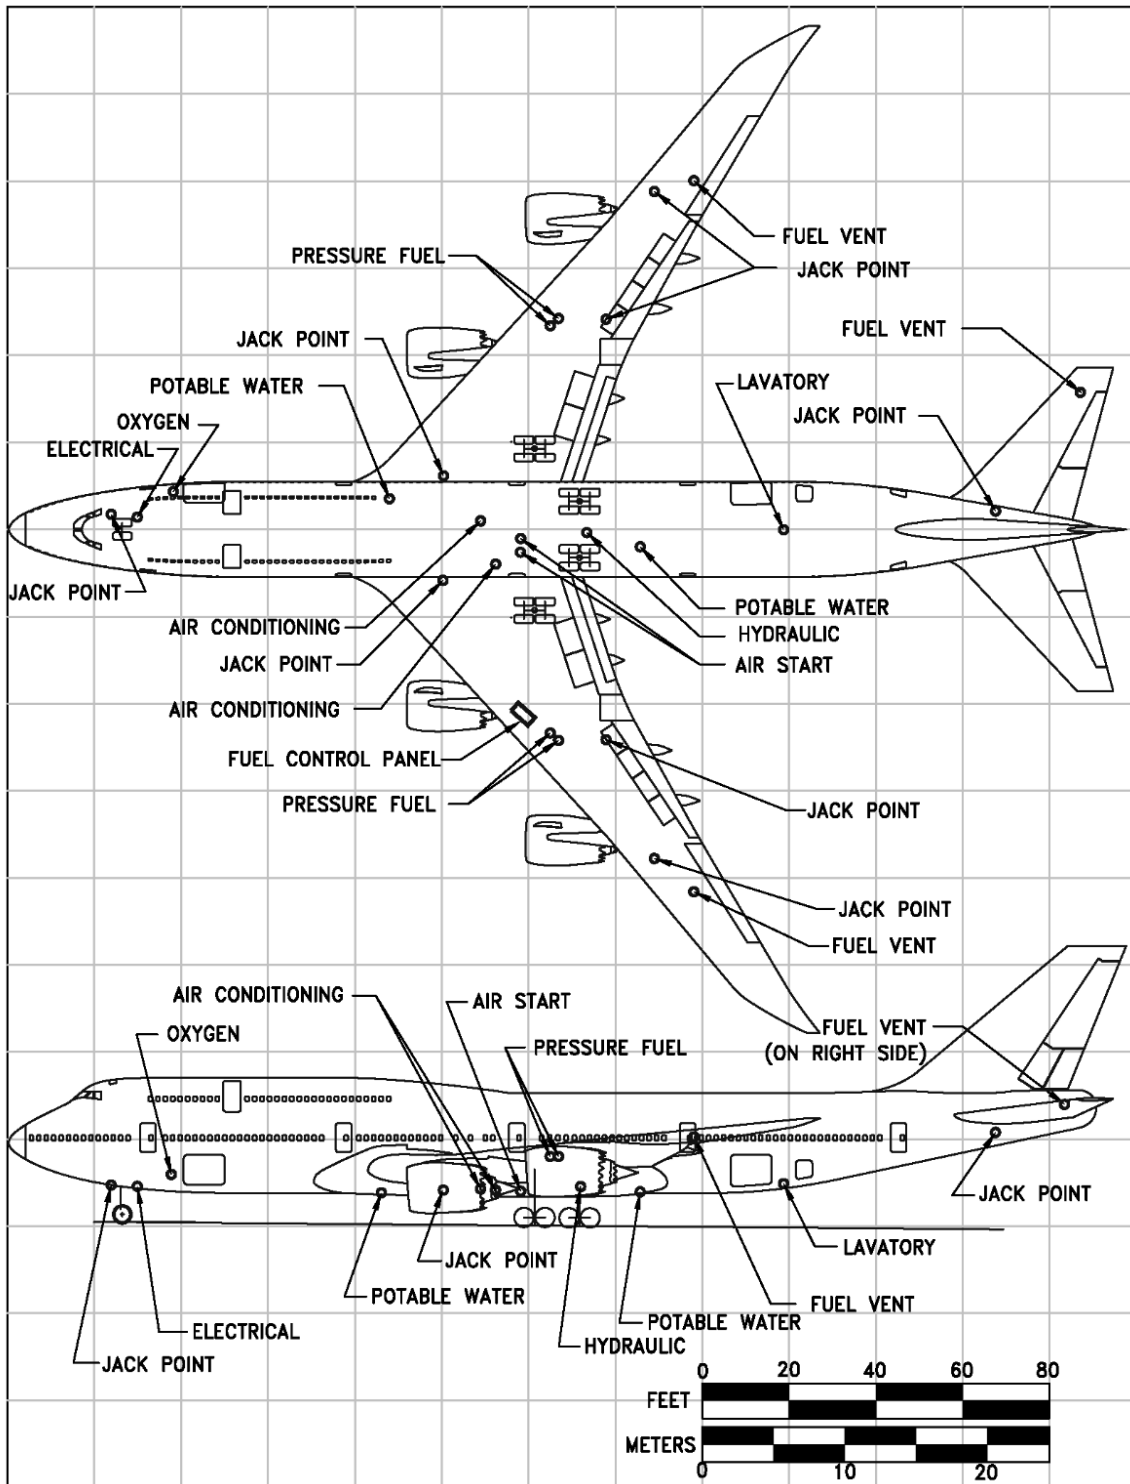 FUEL VENT
PRESSURE FUEL
JACK POINT
FUEL VENT
JACK POINT
POTABLE WATER
LAVATORY
OXYGEN
JACK POINT
ELECTRICAL
JACK POINT
POTABLE WATER
AIR CONDITIONING
HYDRAULIC
JACK POINT
AIR START
AIR CONDITIONING
FUEL CONTROL PANEL
PRESSURE FUEL
JACK POINT
JACK POINT
FUEL VENT
AIR CONDITIONING
AIR START
OXYGEN
FUEL VENT
(ON RIGHT SIDE)
PRESSURE FUEL
JACK POINT
LAVATORY
JACK POINT
POTABLE WATER
FUEL VENT
POTABLE WATER
ELECTRICAL
HYDRAULIC
JACK POINT
0 20 40 60 80
FEET
METERS
0 10 20